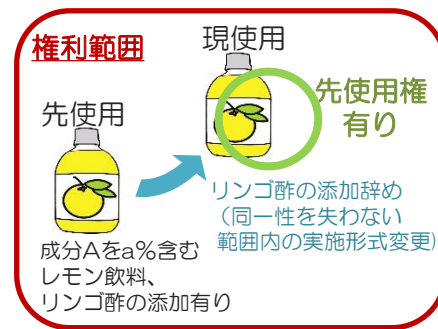 権利範囲
現使用
先使用権
有り
先使用
リンゴ酢の添加辞め
(同一性を失わない
範囲内の実施形式変更)
成分Aをa%含む
レモン飲料、
リンゴ酢の添加有り